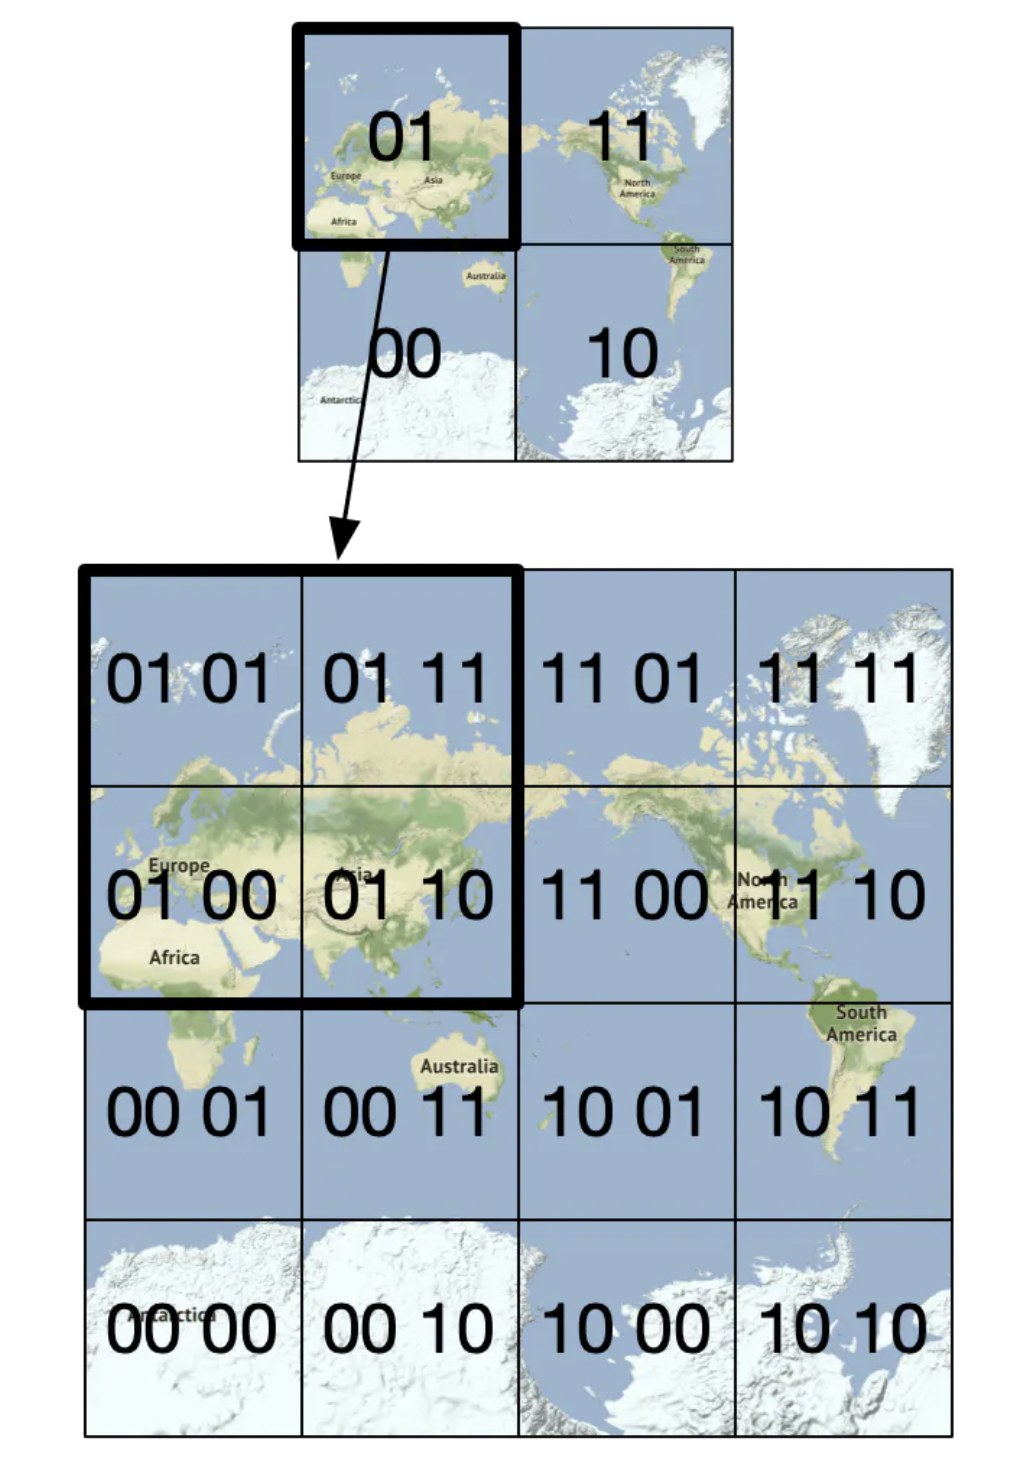 01 11
Europe Asia North
America
Africa
South
America
Australia
00 10
Antarctica
01 01 01 11 11 01 11 11
Europe Asia North
America
01 00 01 10 11 00 11 10
Africa
South
America
Australia
00 01 00 11 10 01 10 11
Antarctica
00 00 00 10 10 00 10 10